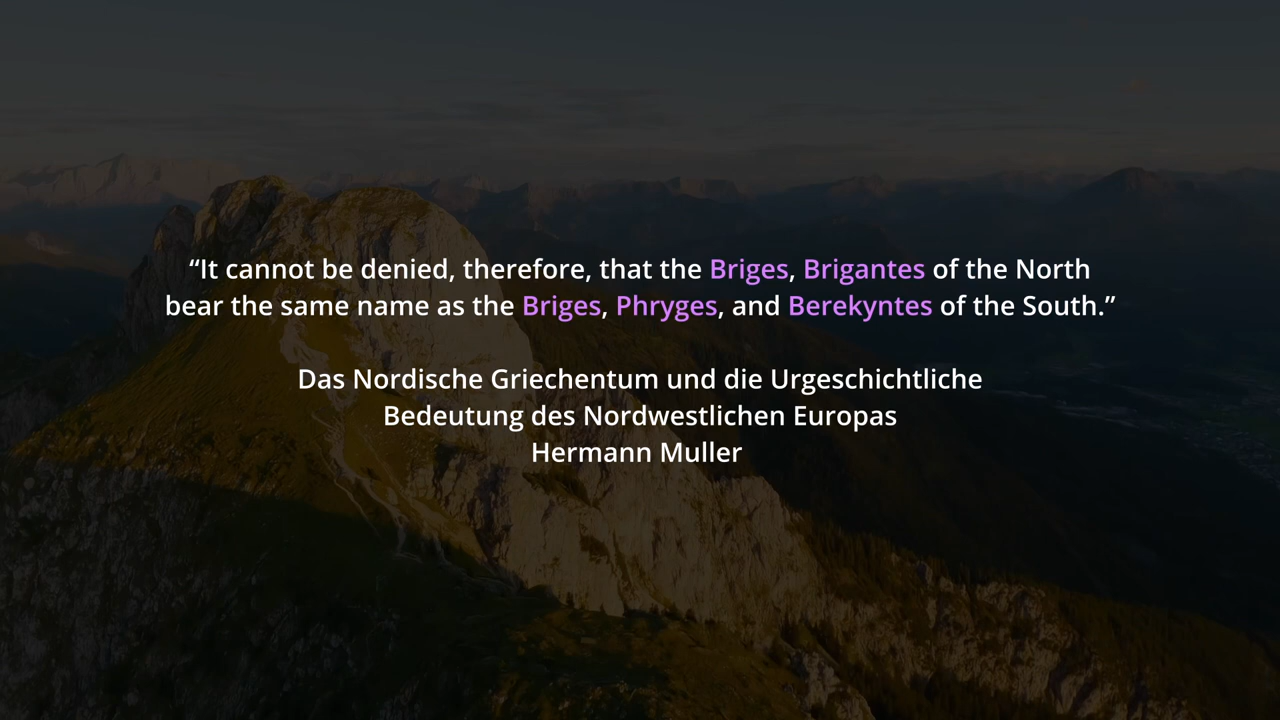 “It cannot be denied, therefore, that the Briges, Brigantes of the North
bear the same name as the Briges, Phryges, and Berekyntes of the South.”
Das Nordische Griechentum und die Urgeschichtliche
Bedeutung des Nordwestlichen Europas
Hermann Muller